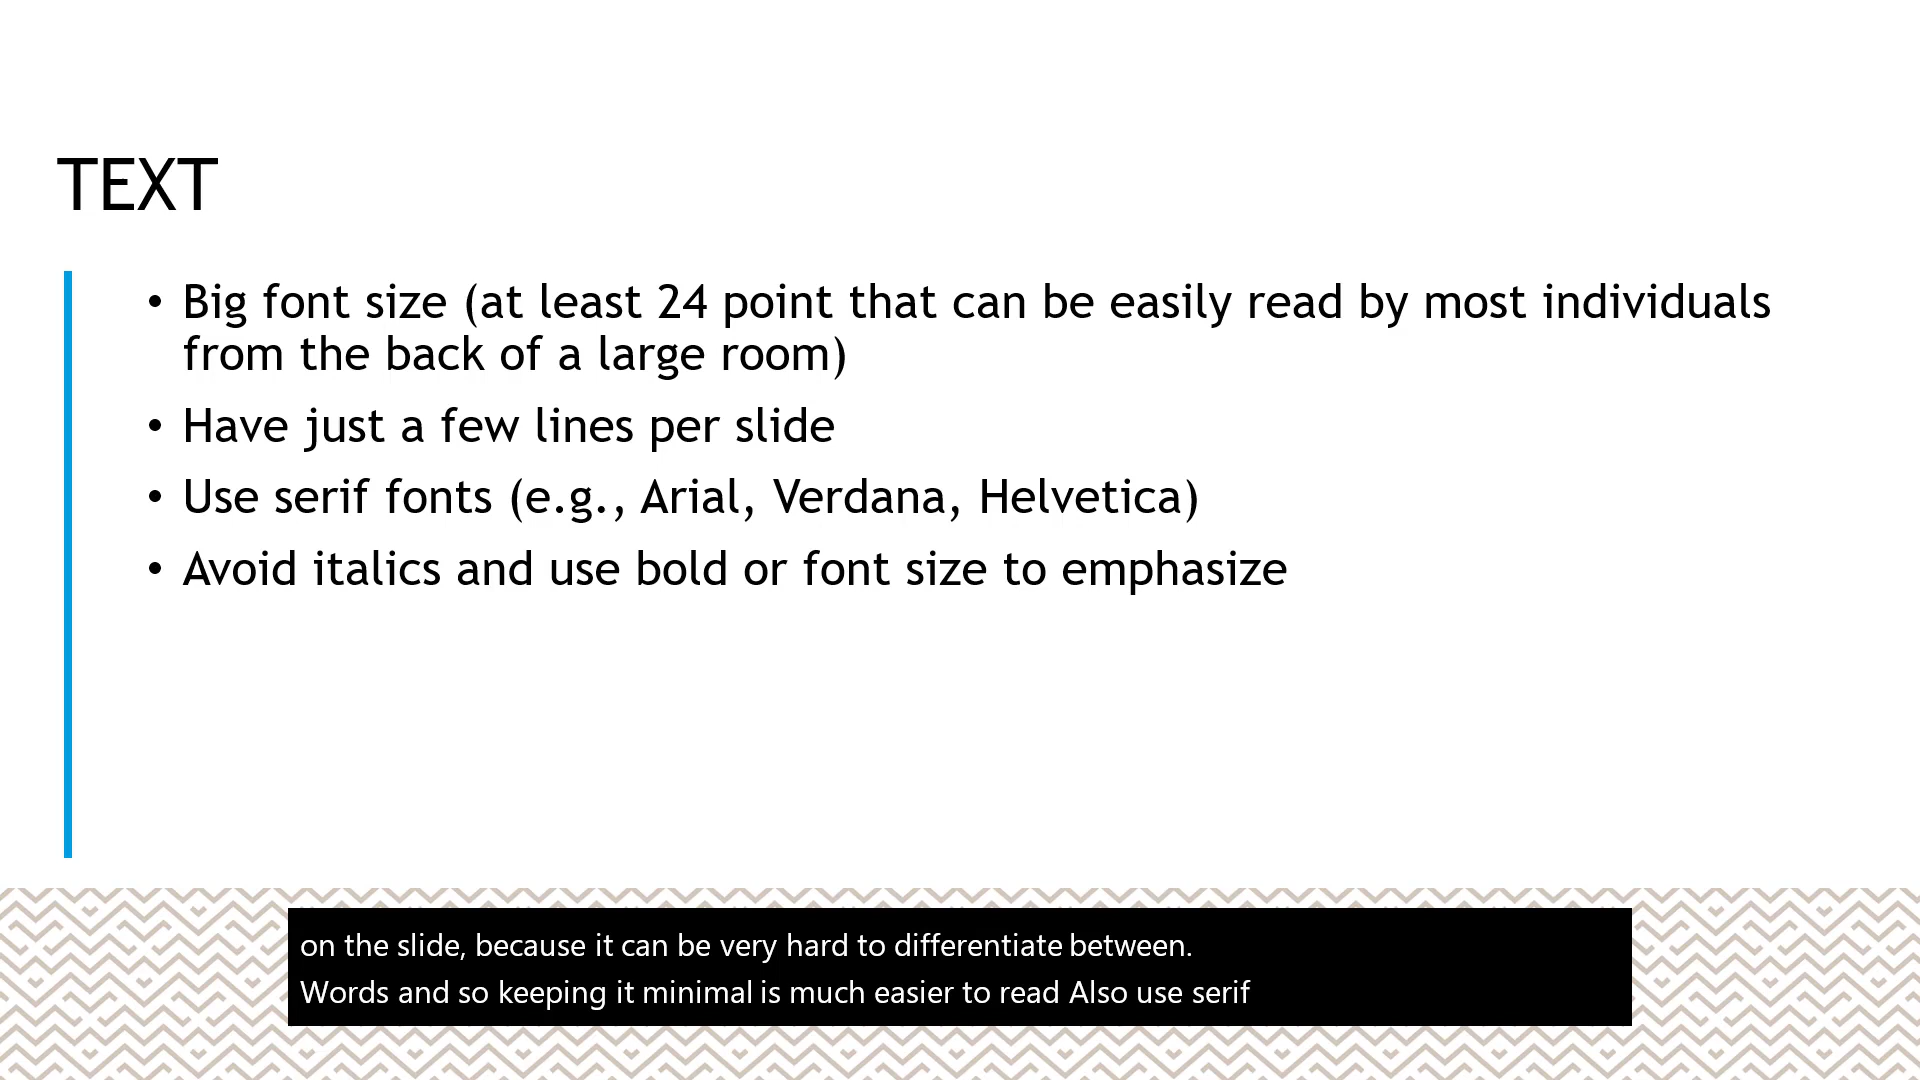 TEXT
• Big font size (at least 24 point that can be easily read by most individuals
from the back of a large room)
• Have just a few lines per slide
• Use serif fonts (e.g., Arial, Verdana, Helvetica)
• Avoid italics and use bold or font size to emphasize
on the slide, because it can be very hard to differentiate between.
Words and so keeping it minimal is much easier to read Also use serif